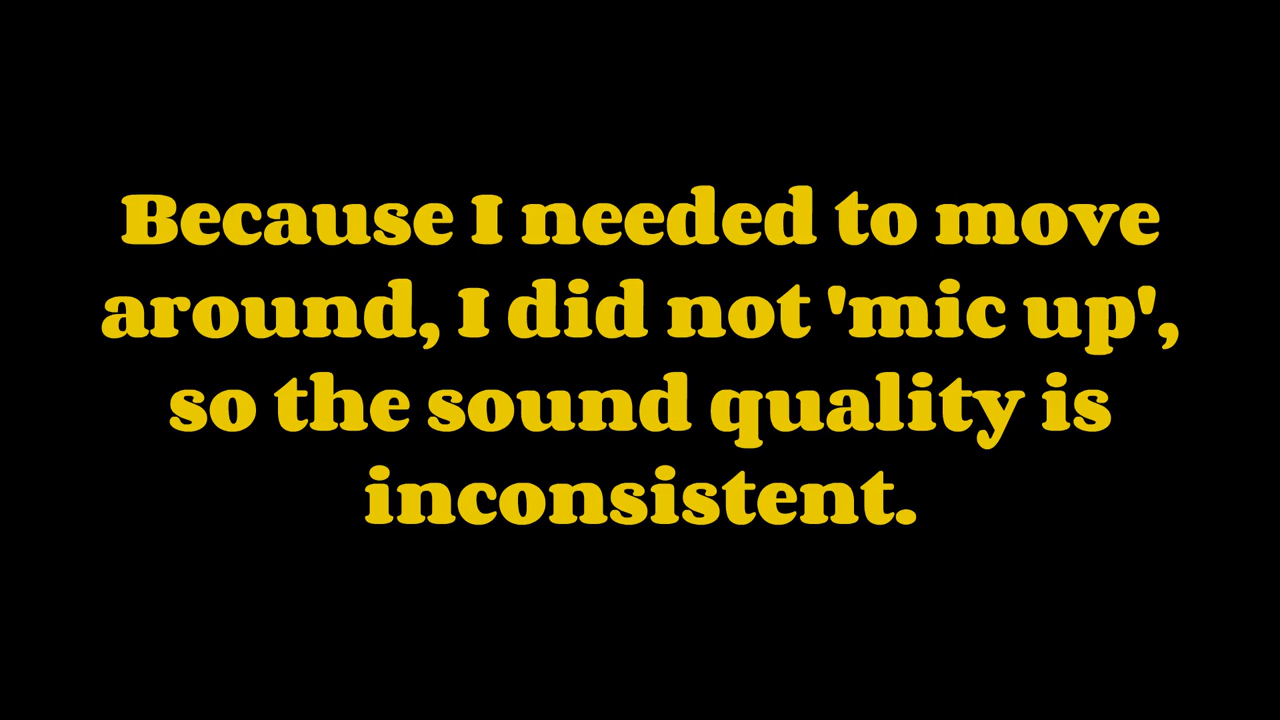 Because I needed to move
around, I did not 'mic up',
so the sound quality is
inconsistent.